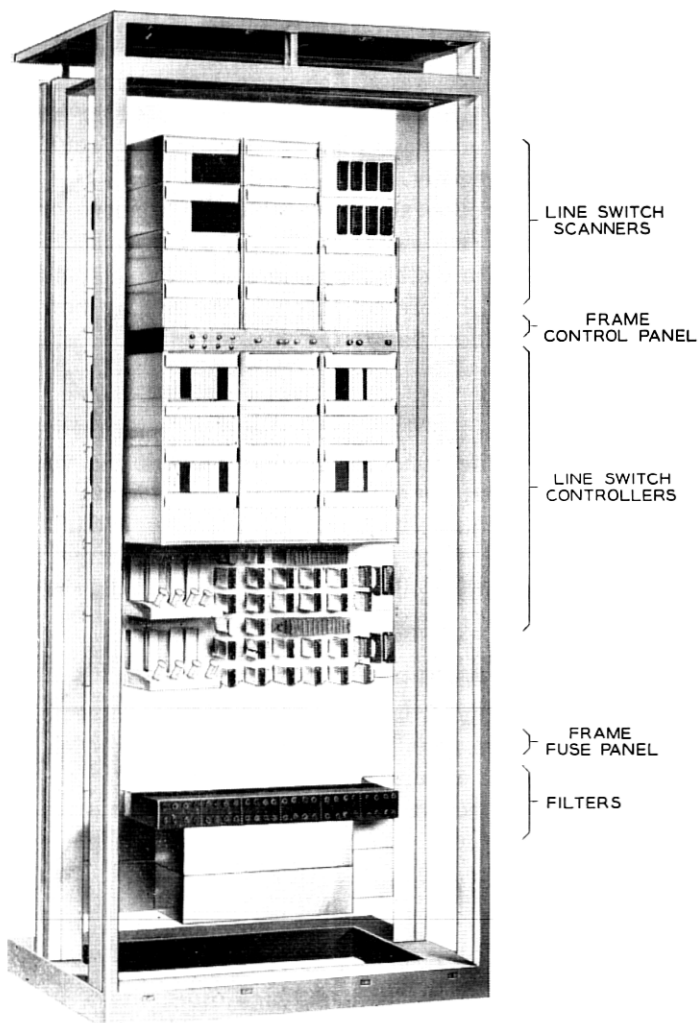 LINE SWITCH
SCANNERS
FRAME
CONTROL PANEL
LINE SWITCH
CONTROLLERS
FRAME
FUSE PANEL
FILTERS